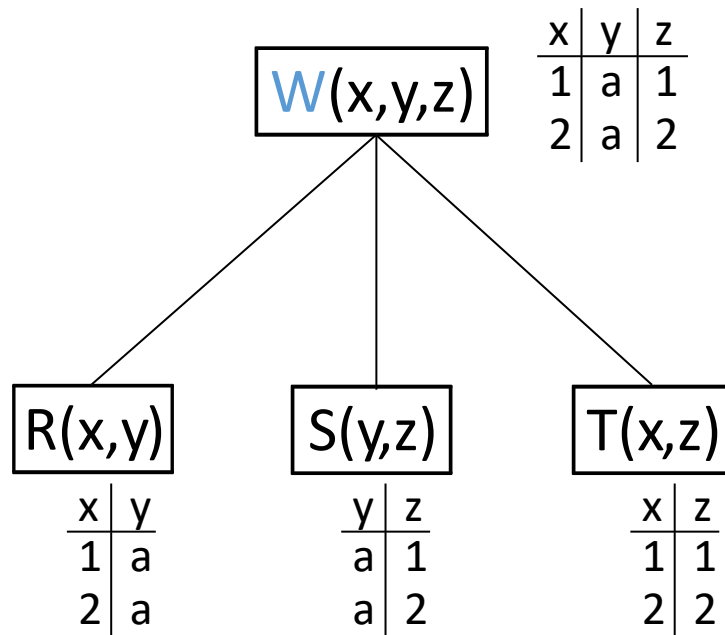 x y z
W(x,y,z)
1 a 1
2 a 2
R(x,y) S(y,z) T(x,z)
x y y z x z
1 a a 1 1 1
2 a a 2 2 2